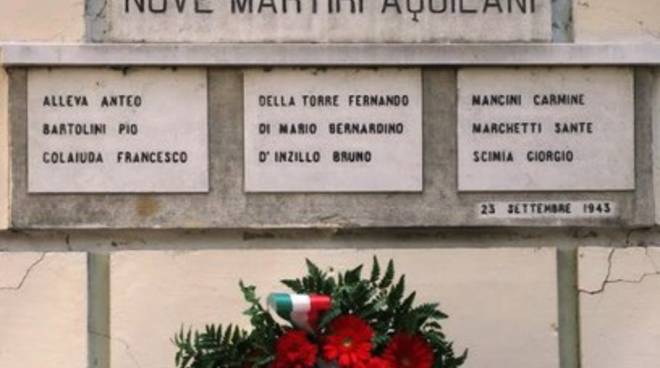 NOVE MARTIRI AQUILANI
ALLEVA ANTEO
BARTOLINI PIO
COLAIUDA FRANCESCO
DELLA TORRE FERNANDO
DI MARIO BERNARDINO
D'INZILLO BRUNO
MANCINI CARMINE
MARCHETTI SANTE
SCIMIA GIORGIO
23 SETTEMBRE 1943